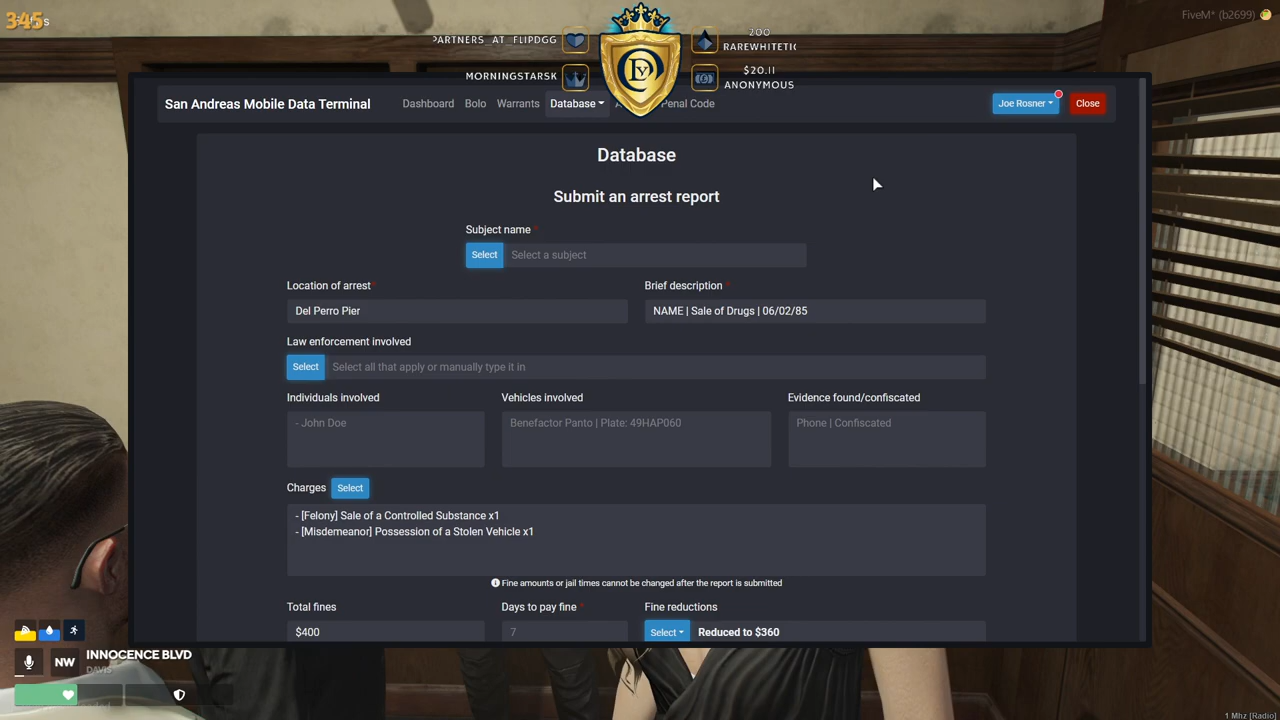 345
FiveM* (b2699)
PARTNERS AT FLIPDGG
MORNINGSTARSK
200
RAREWHITETIC
$20.11
ANONYMOUS
San Andreas Mobile Data Terminal
Dashboard
Bolo
Warrants
Database
Penal Code
Joe Rosner
Close
Database
Submit an arrest report
Subject name *
Select
Select a subject
Location of arrest *
Brief description *
Del Perro Pier
NAME | Sale of Drugs | 06/02/85
Law enforcement involved
Select
Select all that apply or manually type it in
Individuals involved
Vehicles involved
Evidence found/confiscated
- John Doe
Benefactor Panto | Plate: 49HAP060
Phone | Confiscated
Charges
Select
- [Felony] Sale of a Controlled Substance x1
- [Misdemeanor] Possession of a Stolen Vehicle x1
Fine amounts or jail times cannot be changed after the report is submitted
Total fines
Days to pay fine *
Fine reductions
$400
7
Select
Reduced to $360
NW
INNOCENCE BLVD
DAVIS
1 Mhz [Radio]